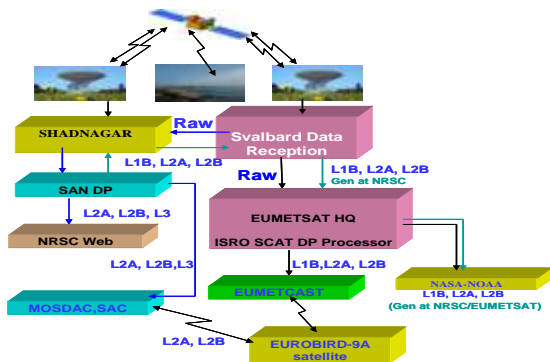 SHADNAGAR
Raw
Svalbard Data
Reception
L1B, L2A, L2B
L1B, L2A, L2B
Gen at NRSC
SAN DP
Raw
L2A, L2B, L3
EUMETSAT HQ
NRSC Web
ISRO SCAT DP Processor
L2A, L2B,L3
L1B,L2A, L2B
EUMETCAST
NASA-NOAA
L1B, L2A, L2B
(Gen at NRSC/EUMETSAT)
MOSDAC,SAC
L2A, L2B
EUROBIRD-9A
satellite